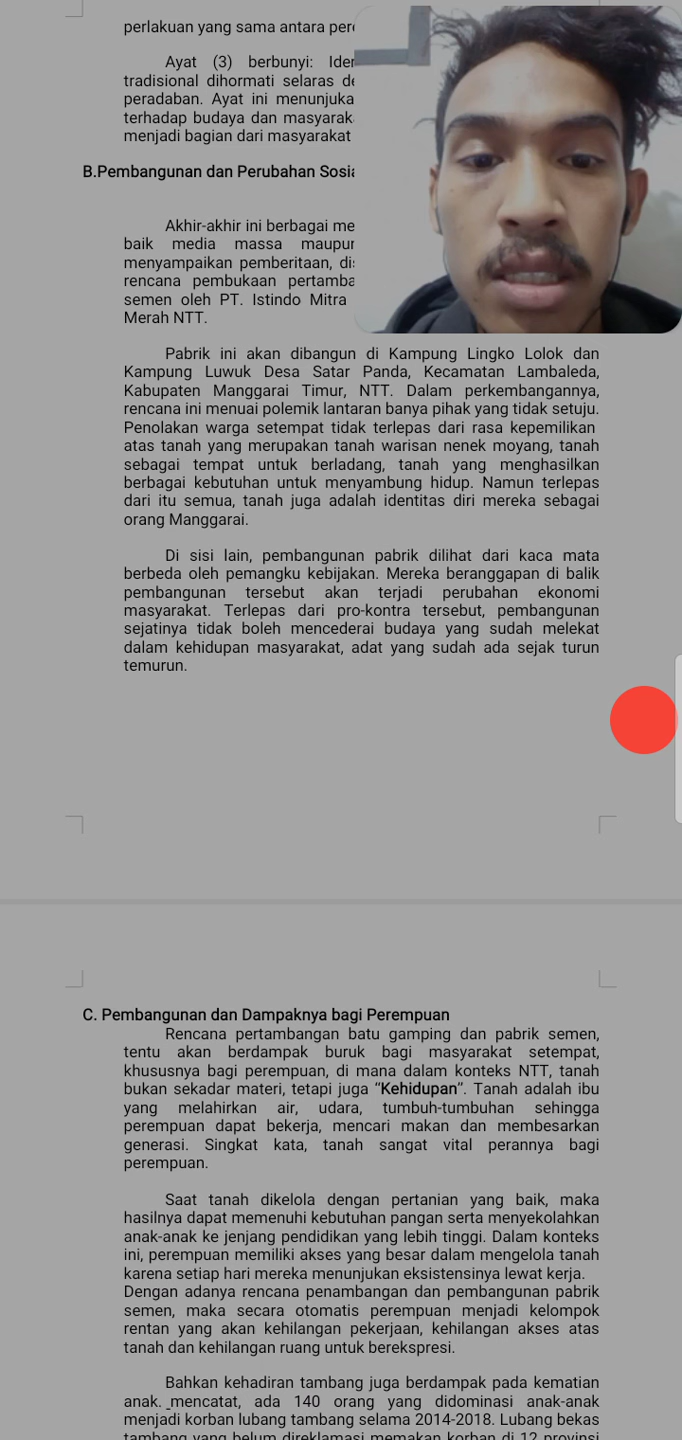 perlakuan yang sama antara
Ayat (3) berbunyi:
tradisional dihormati selaras
peradaban. Ayat ini
terhadap budaya dan
menjadi bagian dari masyarakat
B.Pembangunan dan Perubahan
Akhir-akhir ini berbagai
baik media massa
menyampaikan pemberitaan,
rencana pembukaan
semen oleh PT. Istindo Mitra
Merah NTT.
Pabrik ini akan dibangun di Kampung Lingko Lolok dan
Kampung Luwuk Desa Satar Panda, Kecamatan Lambaleda,
Kabupaten Manggarai Timur, NTT. Dalam perkembangannya,
rencana ini menuai polemik lantaran banya pihak yang tidak setuju.
Penolakan warga setempat tidak terlepas dari rasa kepemilikan
atas tanah yang merupakan tanah warisan nenek moyang, tanah
sebagai tempat untuk berladang, tanah yang menghasilkan
berbagai kebutuhan untuk menyambung hidup. Namun terlepas
dari itu semua, tanah juga adalah identitas diri mereka sebagai
orang Manggarai.
Di sisi lain, pembangunan pabrik dilihat dari kaca mata
berbeda oleh pemangku kebijakan. Mereka beranggapan di balik
pembangunan tersebut akan terjadi perubahan ekonomi
masyarakat. Terlepas dari pro-kontra tersebut, pembangunan
sejatinya tidak boleh mencederai budaya yang sudah melekat
dalam kehidupan masyarakat, adat yang sudah ada sejak turun
temurun.
C. Pembangunan dan Dampaknya bagi Perempuan
Rencana pertambangan batu gamping dan pabrik semen,
tentu akan berdampak buruk bagi masyarakat setempat,
khususnya bagi perempuan, di mana dalam konteks NTT, tanah
bukan sekadar materi, tetapi juga “Kehidupan”. Tanah adalah ibu
yang melahirkan air, udara, tumbuh-tumbuhan sehingga
perempuan dapat bekerja, mencari makan dan membesarkan
generasi. Singkat kata, tanah sangat vital perannya bagi
perempuan.
Saat tanah dikelola dengan pertanian yang baik, maka
hasilnya dapat memenuhi kebutuhan pangan serta menyekolahkan
anak-anak ke jenjang pendidikan yang lebih tinggi. Dalam konteks
ini, perempuan memiliki akses yang besar dalam mengelola tanah
karena setiap hari mereka menunjukan eksistensinya lewat kerja.
Dengan adanya rencana penambangan dan pembangunan pabrik
semen, maka secara otomatis perempuan menjadi kelompok
rentan yang akan kehilangan pekerjaan, kehilangan akses atas
tanah dan kehilangan ruang untuk berekspresi.
Bahkan kehadiran tambang juga berdampak pada kematian
anak. _mencatat, ada 140 orang yang didominasi anak-anak
menjadi korban lubang tambang selama 2014-2018. Lubang bekas
tambang yang belum direklamasi memakan korban di 12 provinsi